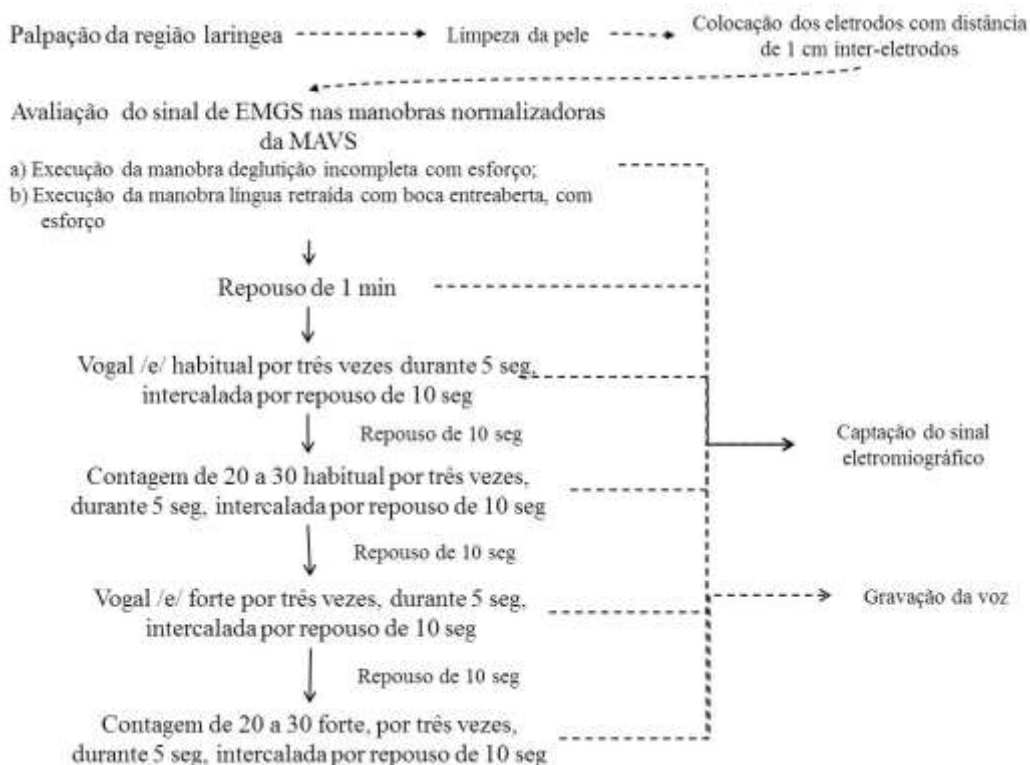 Palpação da região laringea
Limpeza da pele
Colocação dos eletrodos com distância
de 1 cm inter-eletrodos
Avaliação do sinal de EMGS nas manobras normalizadoras
da MAVS
a) Execução da manobra deglutição incompleta com esforço;
b) Execução da manobra língua retraída com boca entreaberta, com
esforço
Repouso de 1 min
Vogal /e/ habitual por três vezes durante 5 seg,
intercalada por repouso de 10 seg
Repouso de 10 seg
Captação do sinal
eletromiográfico
Contagem de 20 a 30 habitual por três vezes,
durante 5 seg, intercalada por repouso de 10 seg
Repouso de 10 seg
Vogal /e/ forte por três vezes, durante 5 seg,
intercalada por repouso de 10 seg
Gravação da voz
Repouso de 10 seg
Contagem de 20 a 30 forte, por três vezes,
durante 5 seg, intercalada por repouso de 10 seg